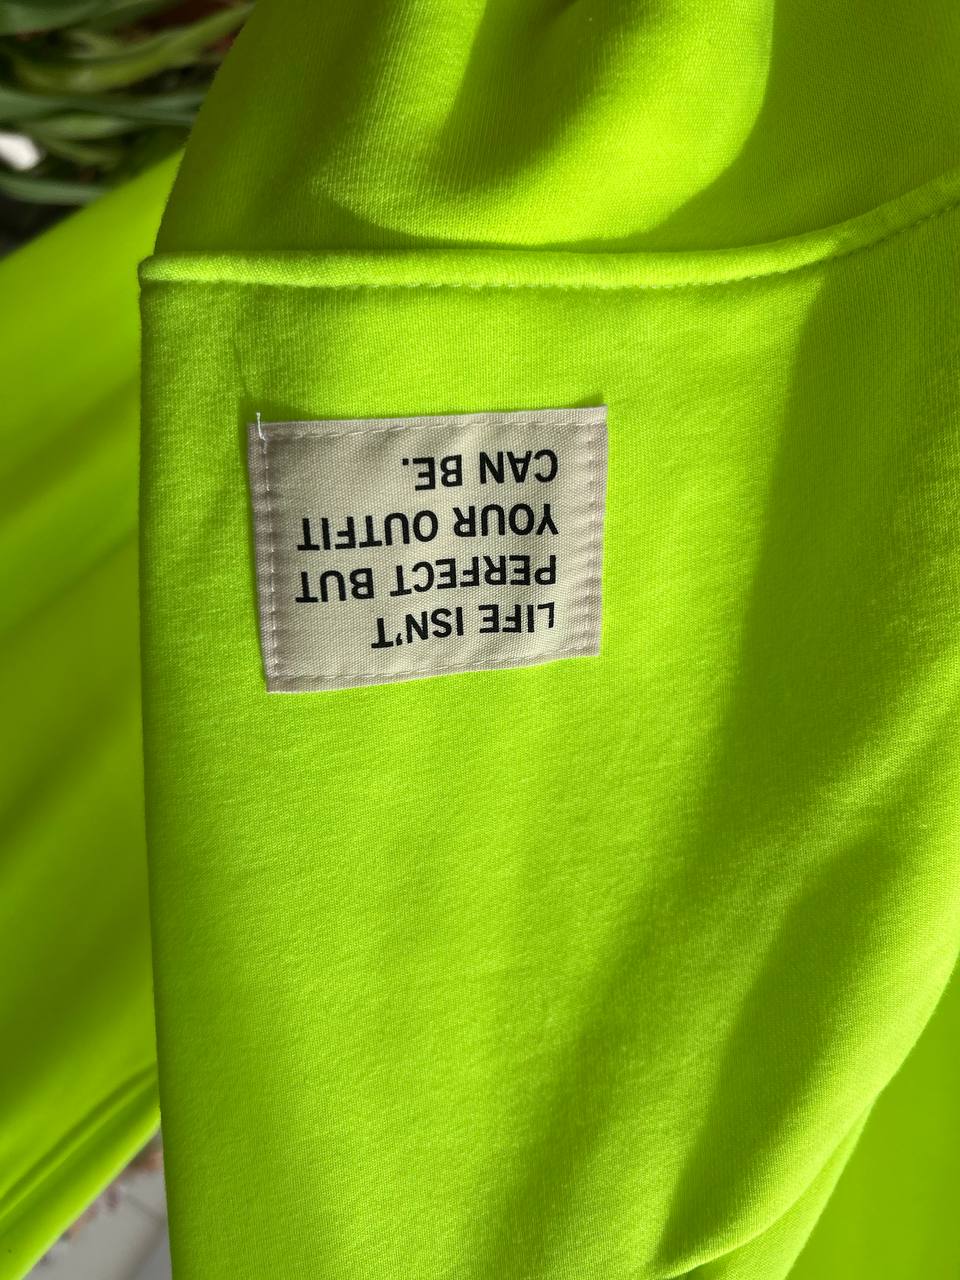 LIFE ISN'T
PERFECT BUT
YOUR OUTFIT
CAN BE.